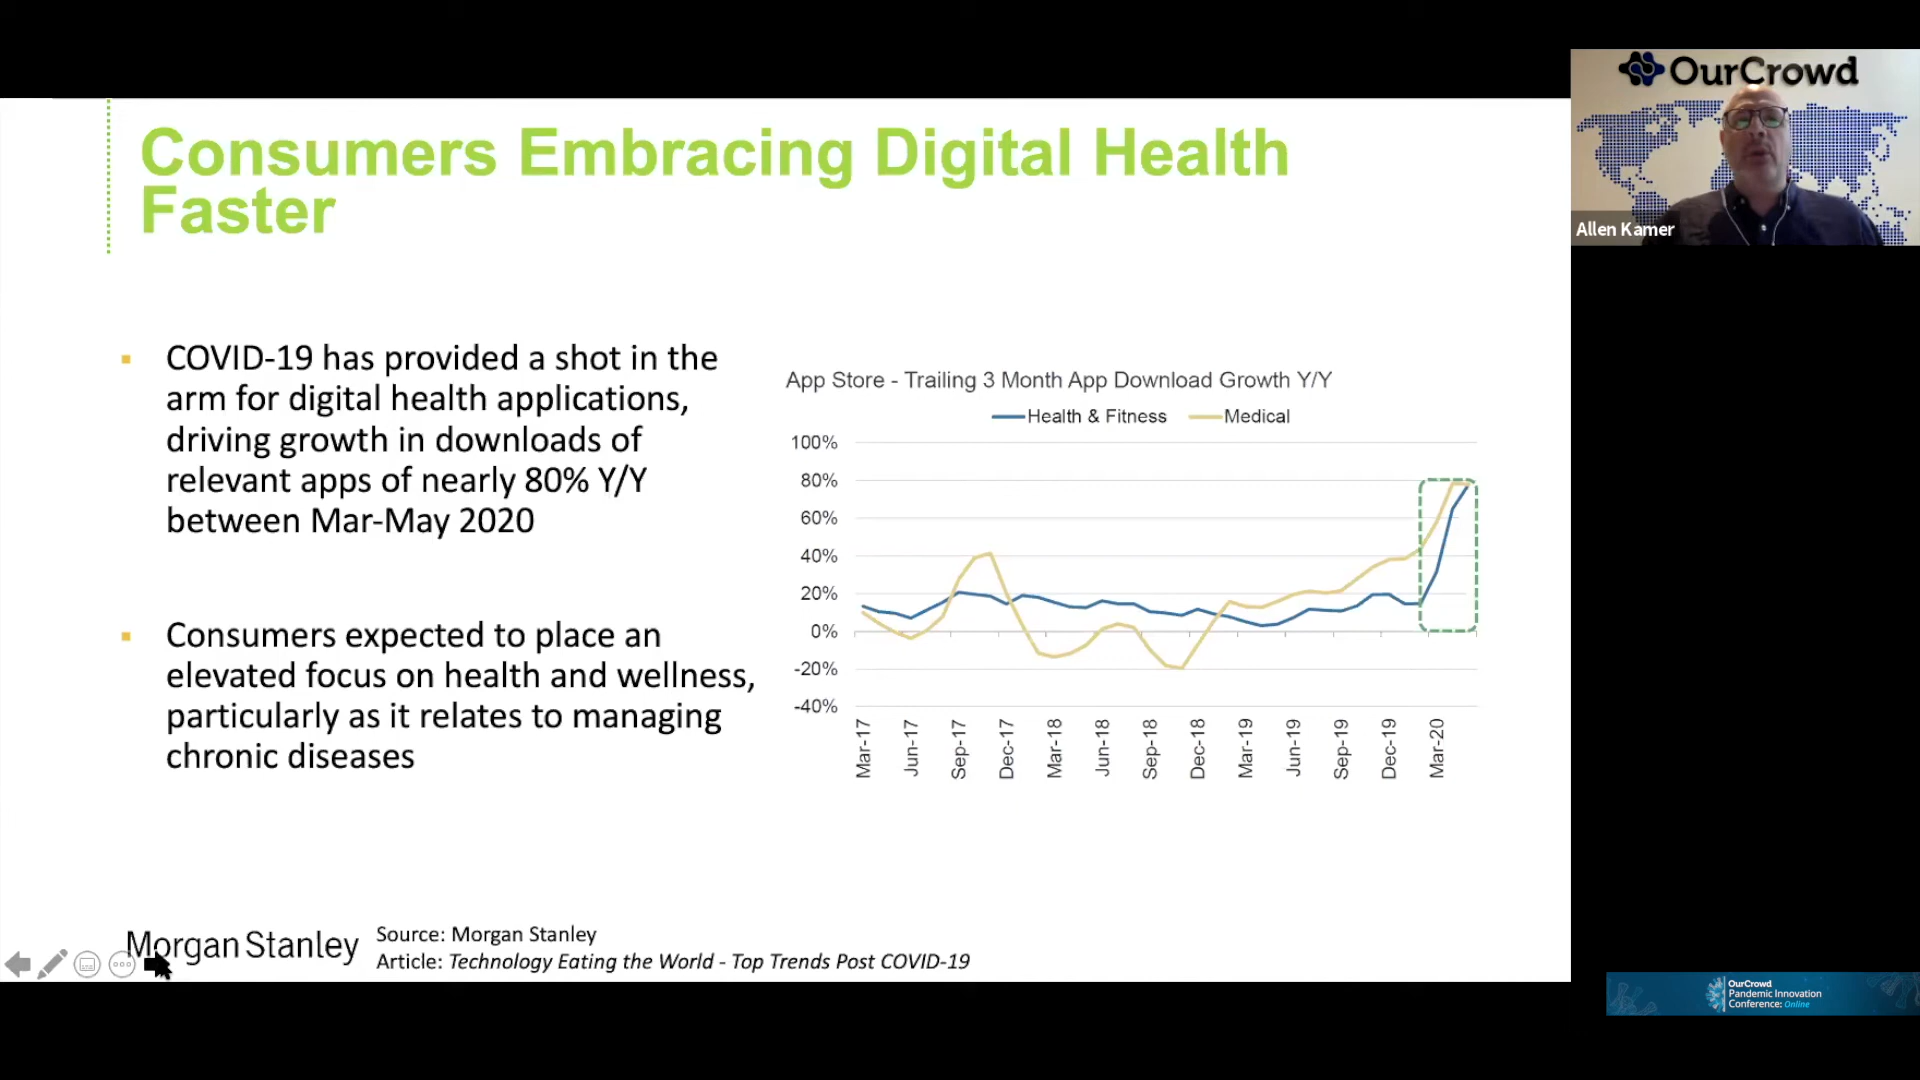 OurCrowd
Allen Kamer
Consumers Embracing Digital Health
Faster
▪ COVID-19 has provided a shot in the
arm for digital health applications,
driving growth in downloads of
relevant apps of nearly 80% Y/Y
between Mar-May 2020
▪ Consumers expected to place an
elevated focus on health and wellness,
particularly as it relates to managing
chronic diseases
App Store - Trailing 3 Month App Download Growth Y/Y
Health & Fitness Medical
100%
80%
60%
40%
20%
0%
-20%
-40%
Mar-17 Jun-17 Sep-17 Dec-17 Mar-18 Jun-18 Sep-18 Dec-18 Mar-19 Jun-19 Sep-19 Dec-19 Mar-20
Morgan Stanley
Source: Morgan Stanley
Article: Technology Eating the World - Top Trends Post COVID-19
OurCrowd
Pandemic Innovation
Conference: Online